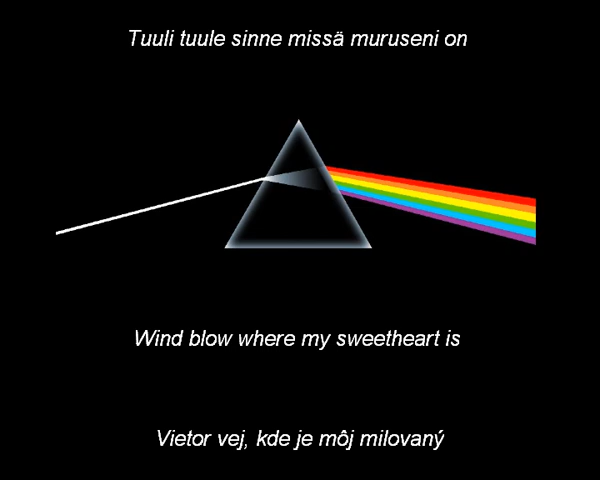 Tuuli tuule sinne missä muruseni on
Wind blow where my sweetheart is
Vietor vej, kde je môj milovaný